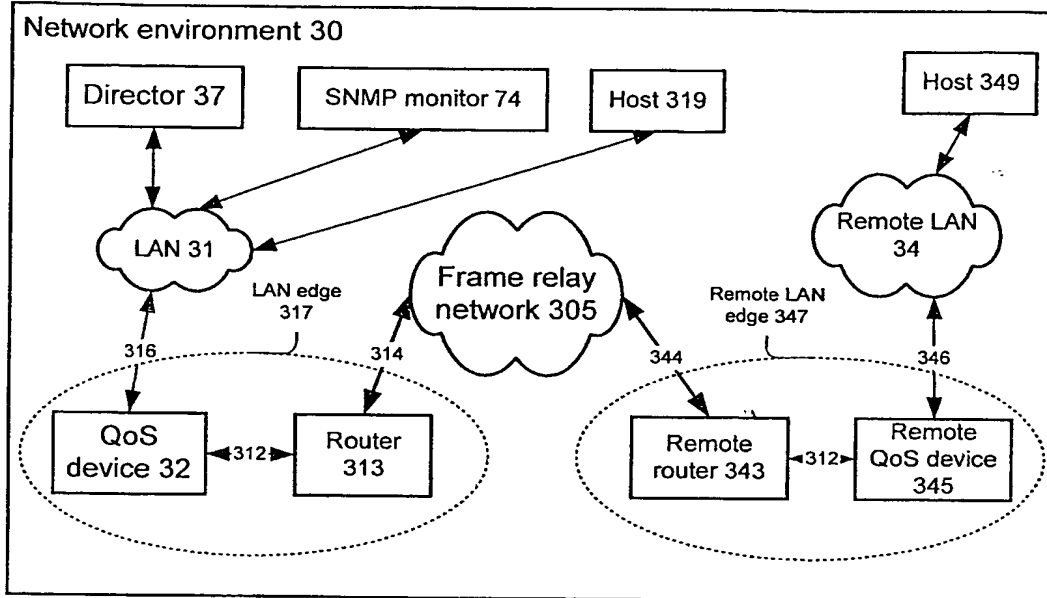 Network environment 30
Director 37
SNMP monitor 74
Host 319
Host 349
LAN 31
Remote LAN
34
Frame relay
network 305
LAN edge
317
Remote LAN
edge 347
316
314
344
346
QoS
device 32
312
Router
313
Remote
router 343
312
Remote
QoS device
345